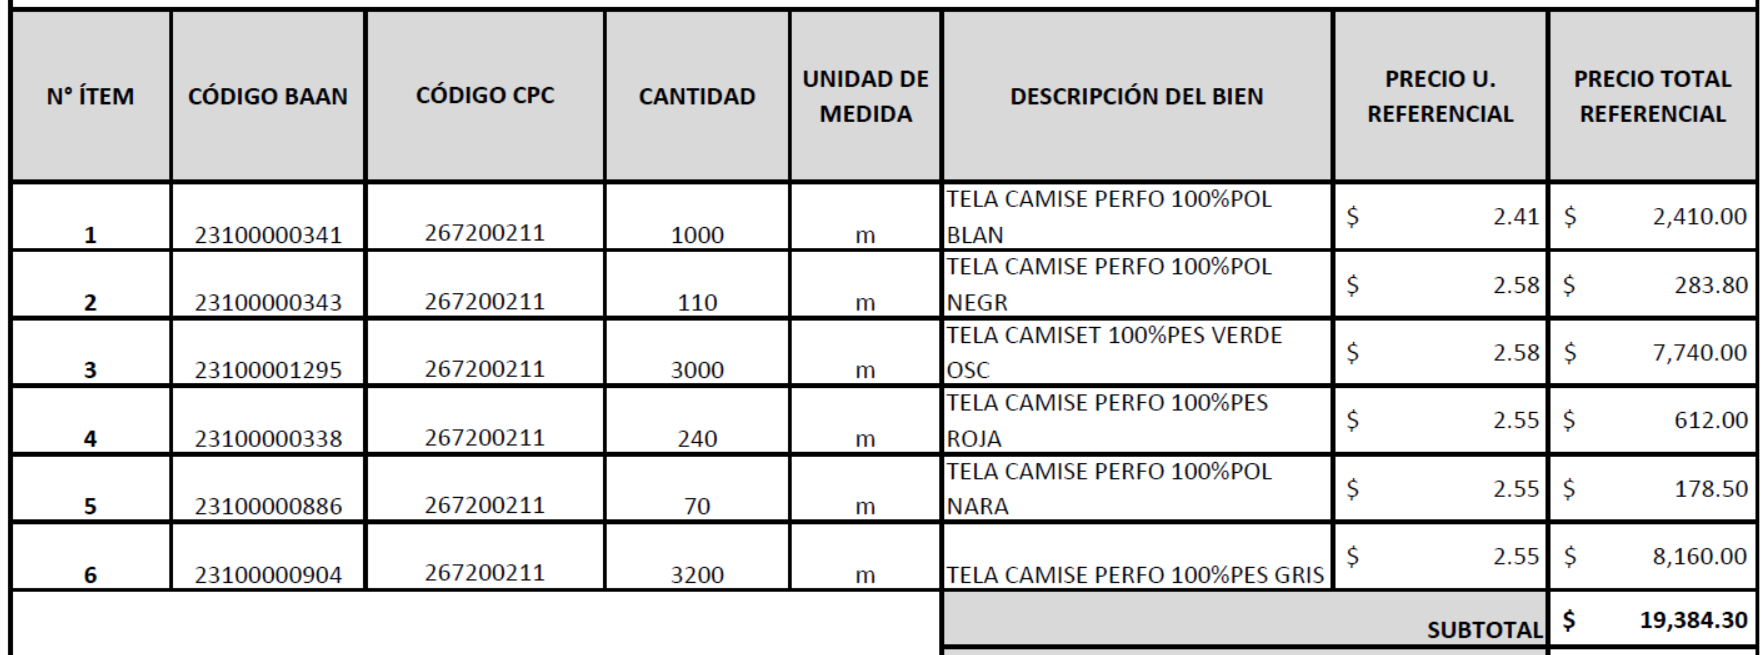 N° ÍTEM CÓDIGO BAAN CÓDIGO CPC CANTIDAD UNIDAD DE MEDIDA DESCRIPCIÓN DEL BIEN PRECIO U. REFERENCIAL PRECIO TOTAL REFERENCIAL
1 23100000341 267200211 1000 m TELA CAMISE PERFO 100%POL BLAN $ 2.41 $ 2,410.00
2 23100000343 267200211 110 m TELA CAMISE PERFO 100%POL NEGR $ 2.58 $ 283.80
3 23100001295 267200211 3000 m TELA CAMISET 100%PES VERDE OSC $ 2.58 $ 7,740.00
4 23100000338 267200211 240 m TELA CAMISE PERFO 100%PES ROJA $ 2.55 $ 612.00
5 23100000886 267200211 70 m TELA CAMISE PERFO 100%POL NARA $ 2.55 $ 178.50
6 23100000904 267200211 3200 m TELA CAMISE PERFO 100%PES GRIS $ 2.55 $ 8,160.00
SUBTOTAL $ 19,384.30